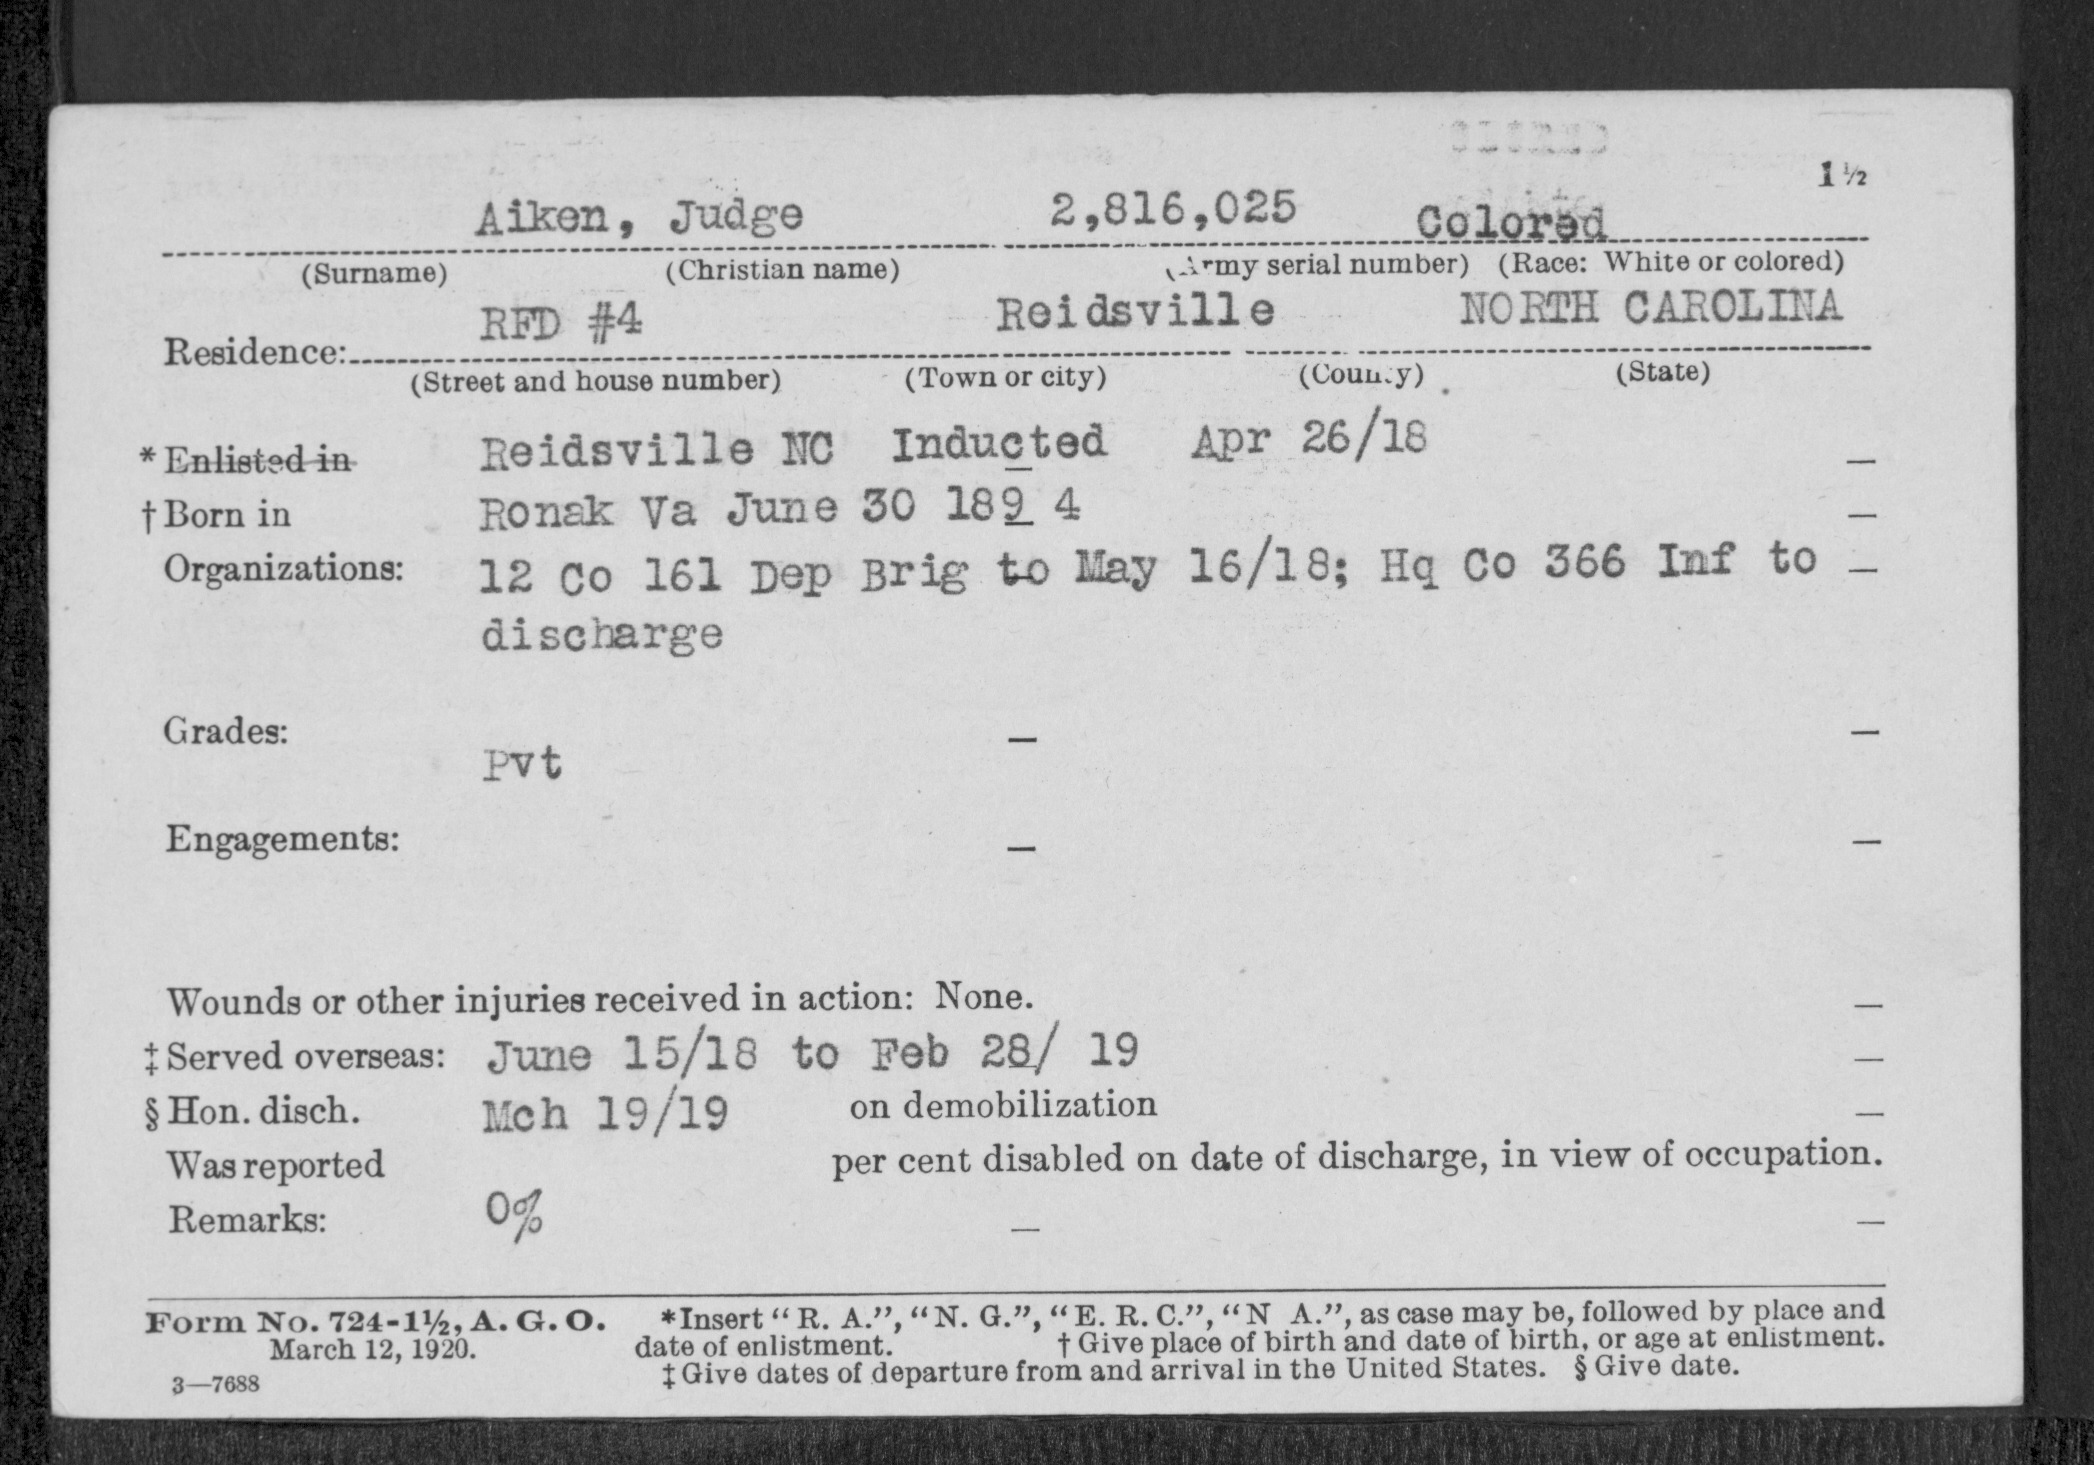 1½
Aiken, Judge 2,816,025 Colored
(Surname) (Christian name) (Army serial number) (Race: White or colored)
RFD #4 Reidsville NORTH CAROLINA
Residence:
(Street and house number) (Town or city) (County) (State)
* Enlisted in Reidsville NC Inducted Apr 26/18
† Born in Ronak Va June 30 189 4
Organizations: 12 Co 161 Dep Brig to May 16/18; Hq Co 366 Inf to
discharge
Grades:
Pvt
Engagements:
Wounds or other injuries received in action: None.
‡ Served overseas: June 15/18 to Feb 28/ 19
§ Hon. disch. Mch 19/19 on demobilization
Was reported per cent disabled on date of discharge, in view of occupation.
Remarks: 0%
Form No. 724-1½, A. G. O. *Insert "R. A.", "N. G.", "E. R. C.", "N A.", as case may be, followed by place and
March 12, 1920. date of enlistment. † Give place of birth and date of birth, or age at enlistment.
3—7688 ‡ Give dates of departure from and arrival in the United States. § Give date.